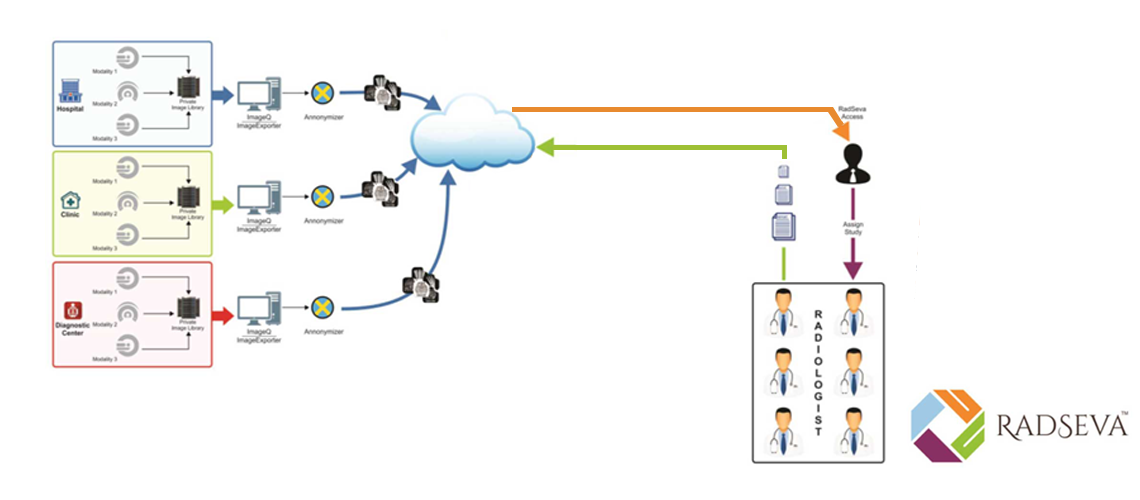 Hospital
Modality 1
Modality 2
Modality 3
Private
Image Library
ImageQ
ImageExporter
Annonymizer
Clinic
Modality 1
Modality 2
Modality 3
Private
Image Library
ImageQ
ImageExporter
Annonymizer
Diagnostic
Center
Modality 1
Modality 2
Modality 3
Private
Image Library
ImageQ
ImageExporter
Annonymizer
RadSeva
Access
Assign
Study
RADIOLOGIST
RADSEVA™